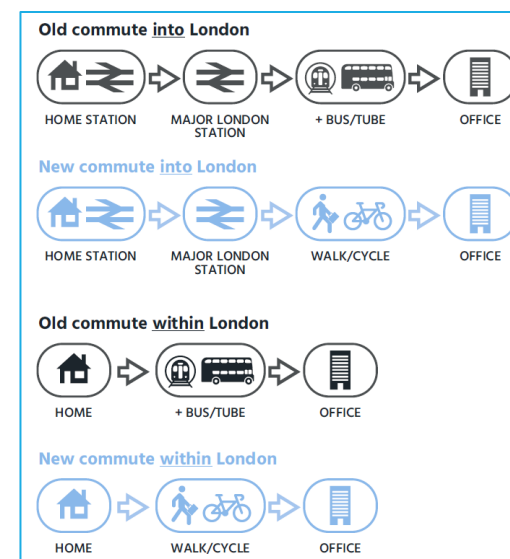 Old commute into London
HOME STATION
MAJOR LONDON
STATION
+ BUS/TUBE
OFFICE
New commute into London
HOME STATION
MAJOR LONDON
STATION
WALK/CYCLE
OFFICE
Old commute within London
HOME
+ BUS/TUBE
OFFICE
New commute within London
HOME
WALK/CYCLE
OFFICE